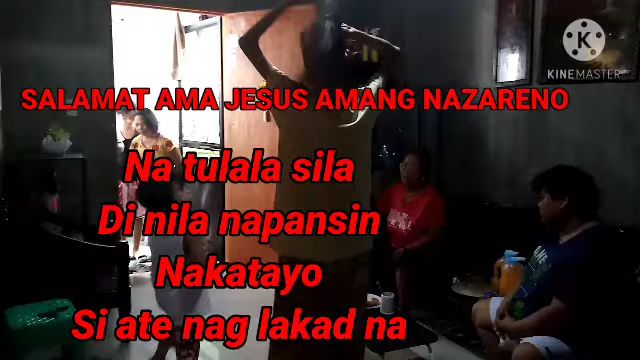 KINEMASTER
SALAMAT AMA JESUS AMANG NAZARENO
Na tulala sila
Di nila napansin
Nakatayo
Si ate nag lakad na